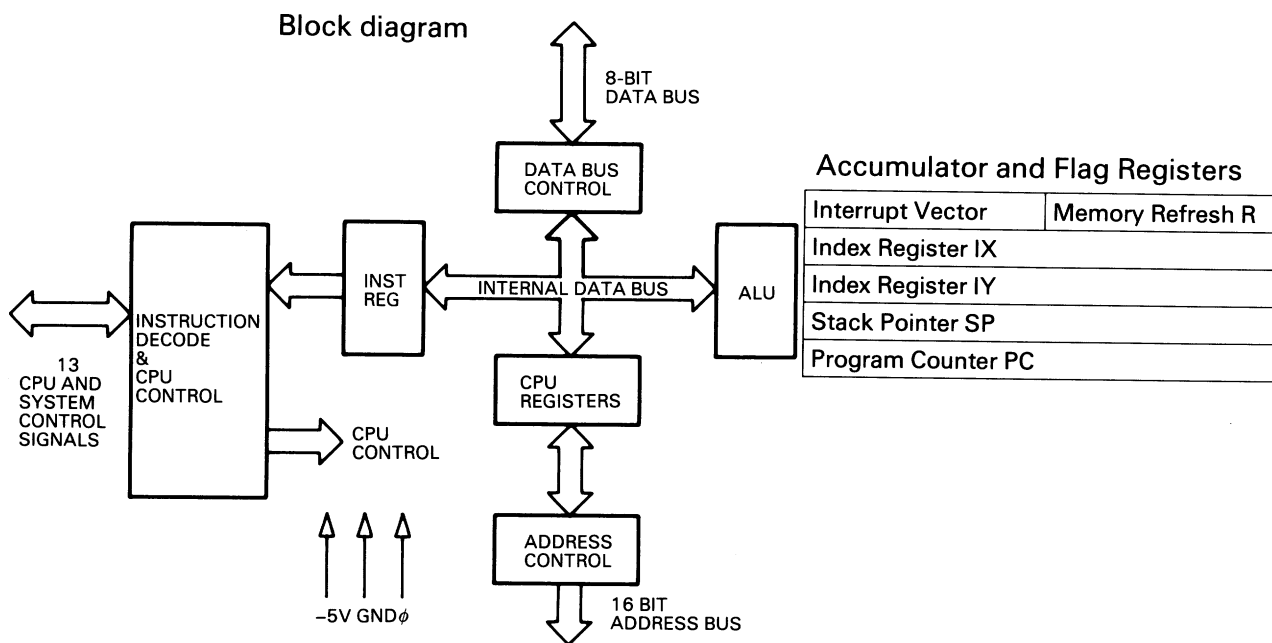 Block diagram
8-BIT
DATA BUS
DATA BUS
CONTROL
Accumulator and Flag Registers
Interrupt Vector
Memory Refresh R
Index Register IX
Index Register IY
Stack Pointer SP
Program Counter PC
INST
REG
INTERNAL DATA BUS
ALU
INSTRUCTION
DECODE
&
CPU
CONTROL
13
CPU AND
SYSTEM
CONTROL
SIGNALS
CPU
REGISTERS
CPU
CONTROL
ADDRESS
CONTROL
–5V GND ϕ
16 BIT
ADDRESS BUS